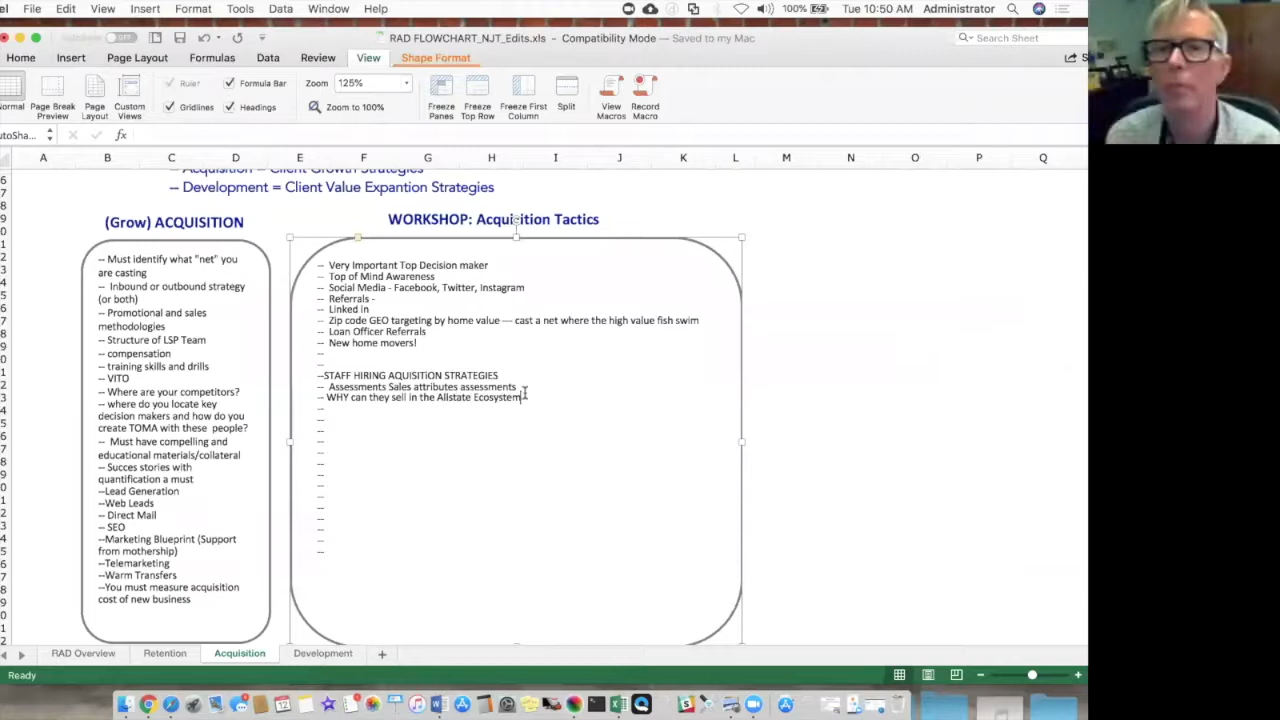 File Edit View Insert Format Tools Data Window Help 100% Tue 10:50 AM Administrator
RAD FLOWCHART_NJT_Edits.xls - Compatibility Mode — Saved to my Mac
Search Sheet
Home Insert Page Layout Formulas Data Review View Shape Format
Ruler Formula Bar Zoom 125%
Gridlines Headings Zoom to 100%
Normal Page Break Preview Page Layout Custom Views Freeze Panes Freeze Top Row Freeze First Column Split View Macros Record Macro
fx
A B C D E F G H I J K L M N O P Q
-- Acquisition = Client Growth Strategies
-- Development = Client Value Expantion Strategies
(Grow) ACQUISITION
-- Must identify what "net" you
are casting
-- Inbound or outbound strategy
(or both)
-- Promotional and sales
methodologies
-- Structure of LSP Team
-- compensation
-- training skills and drills
-- VITO
-- Where are your competitors?
-- where do you locate key
decision makers and how do you
create TOMA with these people?
-- Must have compelling and
educational materials/collateral
-- Succes stories with
quantification a must
--Lead Generation
--Web Leads
-- Direct Mail
-- SEO
--Marketing Blueprint (Support
from mothership)
--Telemarketing
--Warm Transfers
--You must measure acquisition
cost of new business
WORKSHOP: Acquisition Tactics
-- Very Important Top Decision maker
-- Top of Mind Awareness
-- Social Media - Facebook, Twitter, Instagram
-- Referrals -
-- Linked in
-- Zip code GEO targeting by home value --- cast a net where the high value fish swim
-- Loan Officer Referrals
-- New home movers!
--
--
--STAFF HIRING AQUISITiON STRATEGIES
-- Assessments Sales attributes assessments
-- WHY can they sell in the Allstate Ecosystem
--
--
--
--
--
--
--
--
--
--
--
--
--
--
RAD Overview Retention Acquisition Development +
Ready